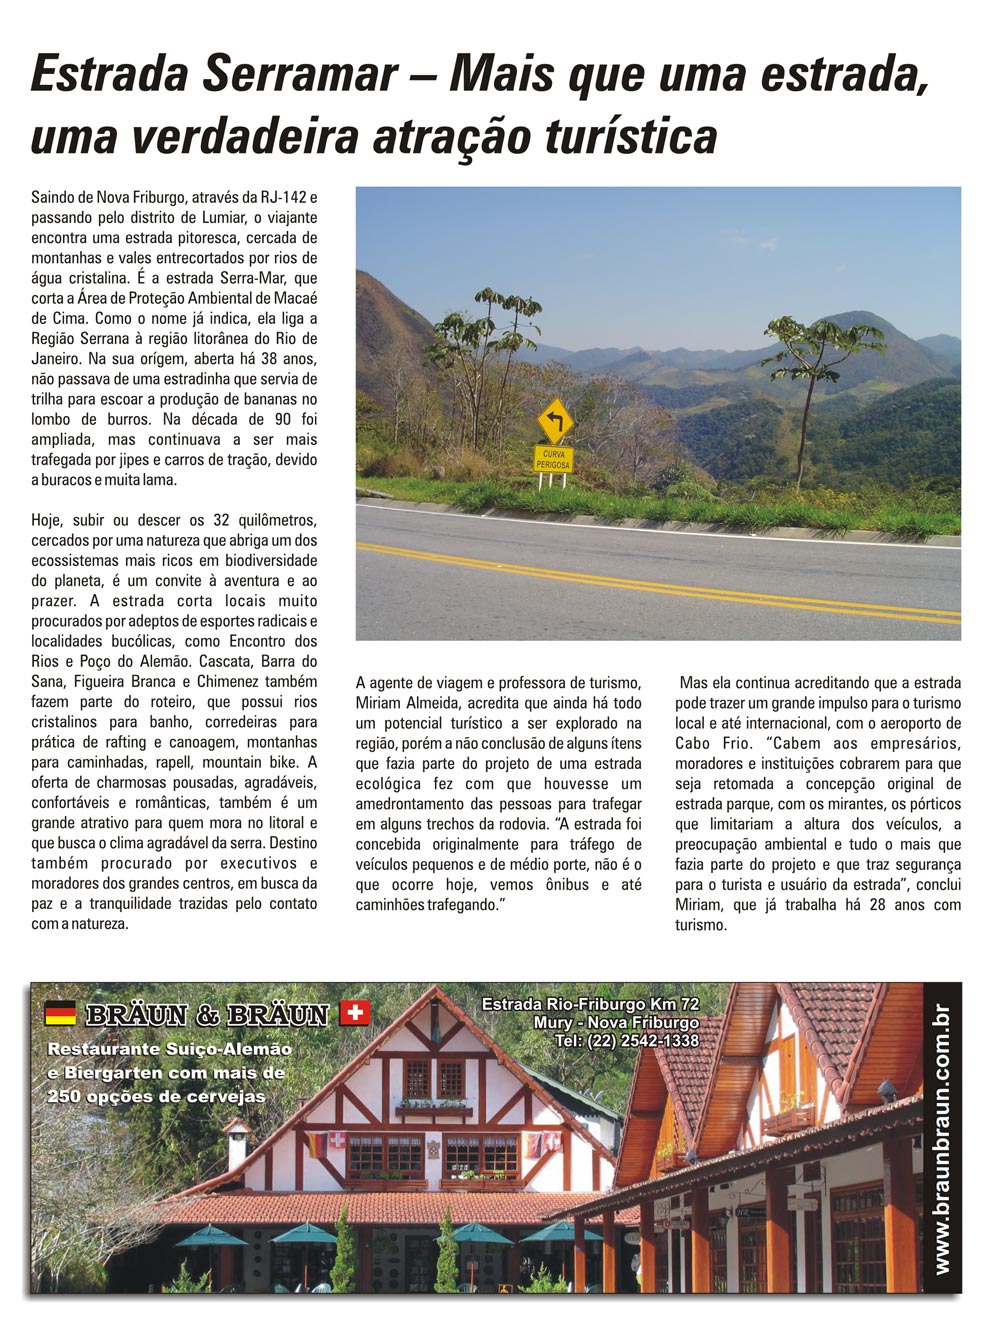 Estrada Serramar – Mais que uma estrada,
uma verdadeira atração turística
Saindo de Nova Friburgo, através da RJ-142 e
passando pelo distrito de Lumiar, o viajante
encontra uma estrada pitoresca, cercada de
montanhas e vales entrecortados por rios de
água cristalina. É a estrada Serra-Mar, que
corta a Área de Proteção Ambiental de Macaé
de Cima. Como o nome já indica, ela liga a
Região Serrana à região litorânea do Rio de
Janeiro. Na sua orígem, aberta há 38 anos,
não passava de uma estradinha que servia de
trilha para escoar a produção de bananas no
lombo de burros. Na década de 90 foi
ampliada, mas continuava a ser mais
trafegada por jipes e carros de tração, devido
a buracos e muita lama.
Hoje, subir ou descer os 32 quilômetros,
cercados por uma natureza que abriga um dos
ecossistemas mais ricos em biodiversidade
do planeta, é um convite à aventura e ao
prazer. A estrada corta locais muito
procurados por adeptos de esportes radicais e
localidades bucólicas, como Encontro dos
Rios e Poço do Alemão. Cascata, Barra do
Sana, Figueira Branca e Chimenez também
fazem parte do roteiro, que possui rios
cristalinos para banho, corredeiras para
prática de rafting e canoagem, montanhas
para caminhadas, rapell, mountain bike. A
oferta de charmosas pousadas, agradáveis,
confortáveis e românticas, também é um
grande atrativo para quem mora no litoral e
que busca o clima agradável da serra. Destino
também procurado por executivos e
moradores dos grandes centros, em busca da
paz e a tranquilidade trazidas pelo contato
com a natureza.
CURVA
PERIGOSA
A agente de viagem e professora de turismo,
Miriam Almeida, acredita que ainda há todo
um potencial turístico a ser explorado na
região, porém a não conclusão de alguns ítens
que fazia parte do projeto de uma estrada
ecológica fez com que houvesse um
amedrontamento das pessoas para trafegar
em alguns trechos da rodovia. “A estrada foi
concebida originalmente para tráfego de
veículos pequenos e de médio porte, não é o
que ocorre hoje, vemos ônibus e até
caminhões trafegando.”
Mas ela continua acreditando que a estrada
pode trazer um grande impulso para o turismo
local e até internacional, com o aeroporto de
Cabo Frio. “Cabem aos empresários,
moradores e instituições cobrarem para que
seja retomada a concepção original de
estrada parque, com os mirantes, os pórticos
que limitariam a altura dos veículos, a
preocupação ambiental e tudo o mais que
fazia parte do projeto e que traz segurança
para o turista e usuário da estrada”, conclui
Miriam, que já trabalha há 28 anos com
turismo.
BRÄUN & BRÄUN
Restaurante Suiço-Alemão
e Biergarten com mais de
250 opções de cervejas
Estrada Rio-Friburgo Km 72
Mury - Nova Friburgo
Tel: (22) 2542-1338
www.braunbraun.com.br